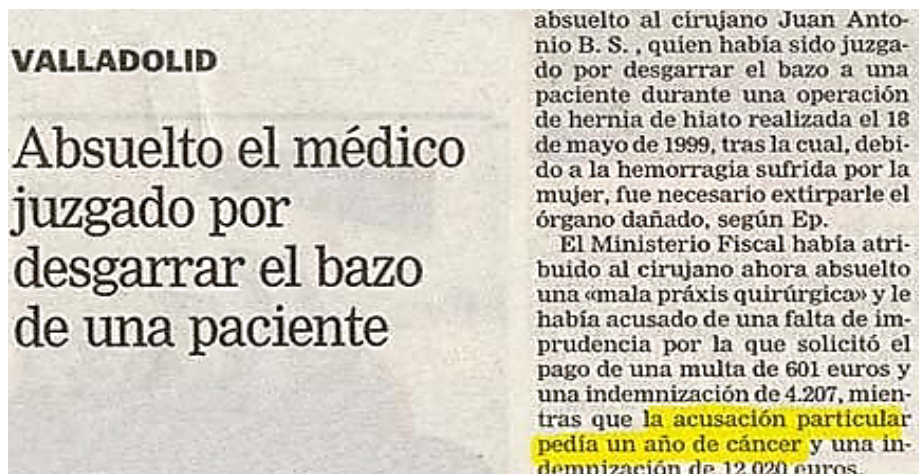 VALLADOLID
Absuelto el médico
juzgado por
desgarrar el bazo
de una paciente
absuelto al cirujano Juan Anto-
nio B. S. , quien había sido juzga-
do por desgarrar el bazo a una
paciente durante una operación
de hernia de hiato realizada el 18
de mayo de 1999, tras la cual, debi-
do a la hemorragia sufrida por la
mujer, fue necesario extirparle el
órgano dañado, según Ep.
El Ministerio Fiscal había atri-
buido al cirujano ahora absuelto
una «mala práxis quirúrgica» y le
había acusado de una falta de im-
prudencia por la que solicitó el
pago de una multa de 601 euros y
una indemnización de 4.207, mien-
tras que la acusación particular
pedía un año de cáncer y una in-
demnización de 12.020 euros.